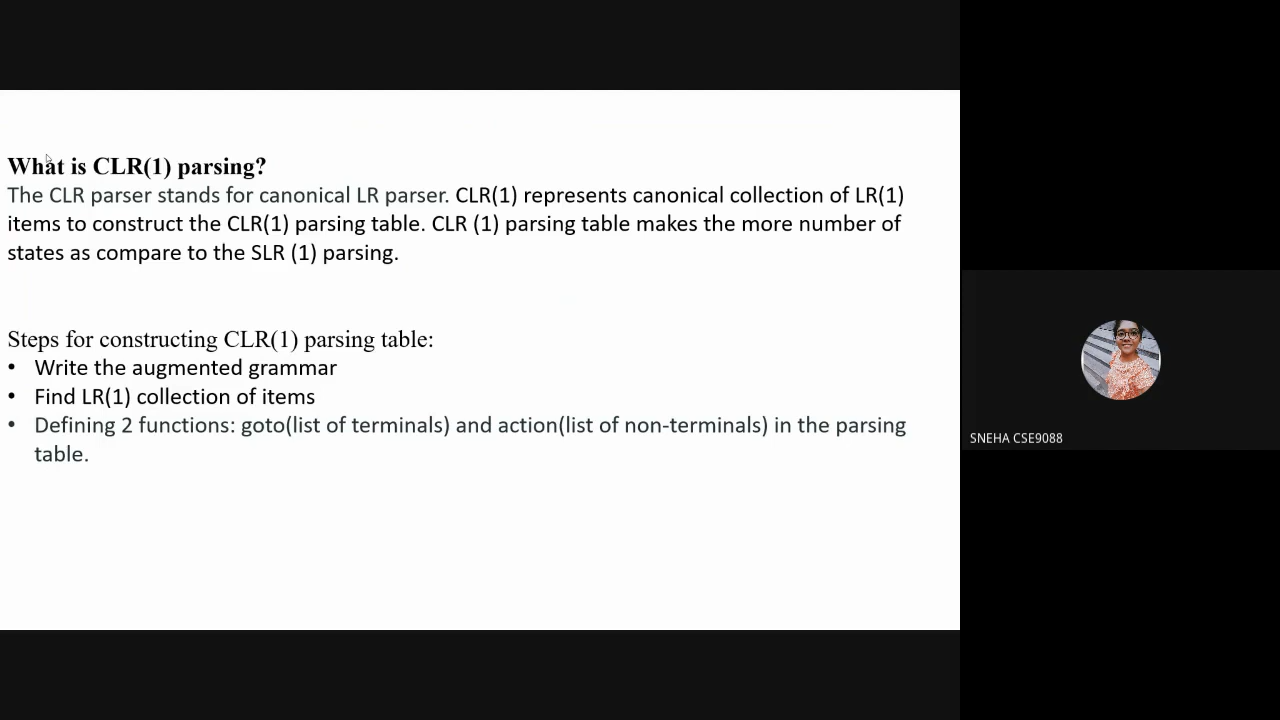 What is CLR(1) parsing?
The CLR parser stands for canonical LR parser. CLR(1) represents canonical collection of LR(1)
items to construct the CLR(1) parsing table. CLR (1) parsing table makes the more number of
states as compare to the SLR (1) parsing.
Steps for constructing CLR(1) parsing table:
• Write the augmented grammar
• Find LR(1) collection of items
• Defining 2 functions: goto(list of terminals) and action(list of non-terminals) in the parsing
table.
SNEHA CSE9088